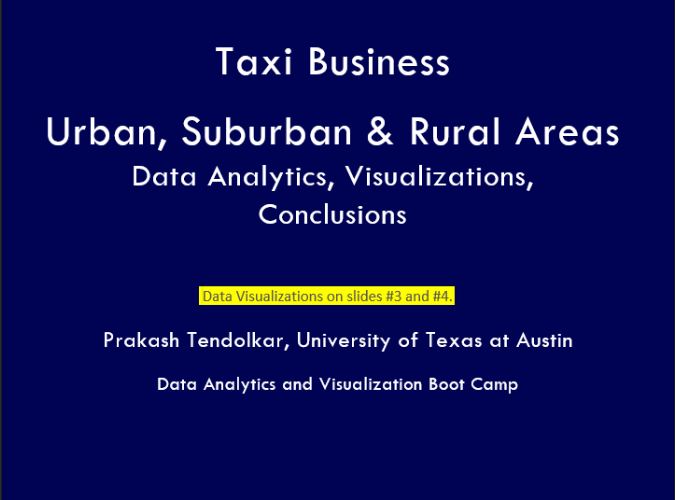 Taxi Business
Urban, Suburban & Rural Areas
Data Analytics, Visualizations,
Conclusions
Data Visualizations on slides #3 and #4.
Prakash Tendolkar, University of Texas at Austin
Data Analytics and Visualization Boot Camp